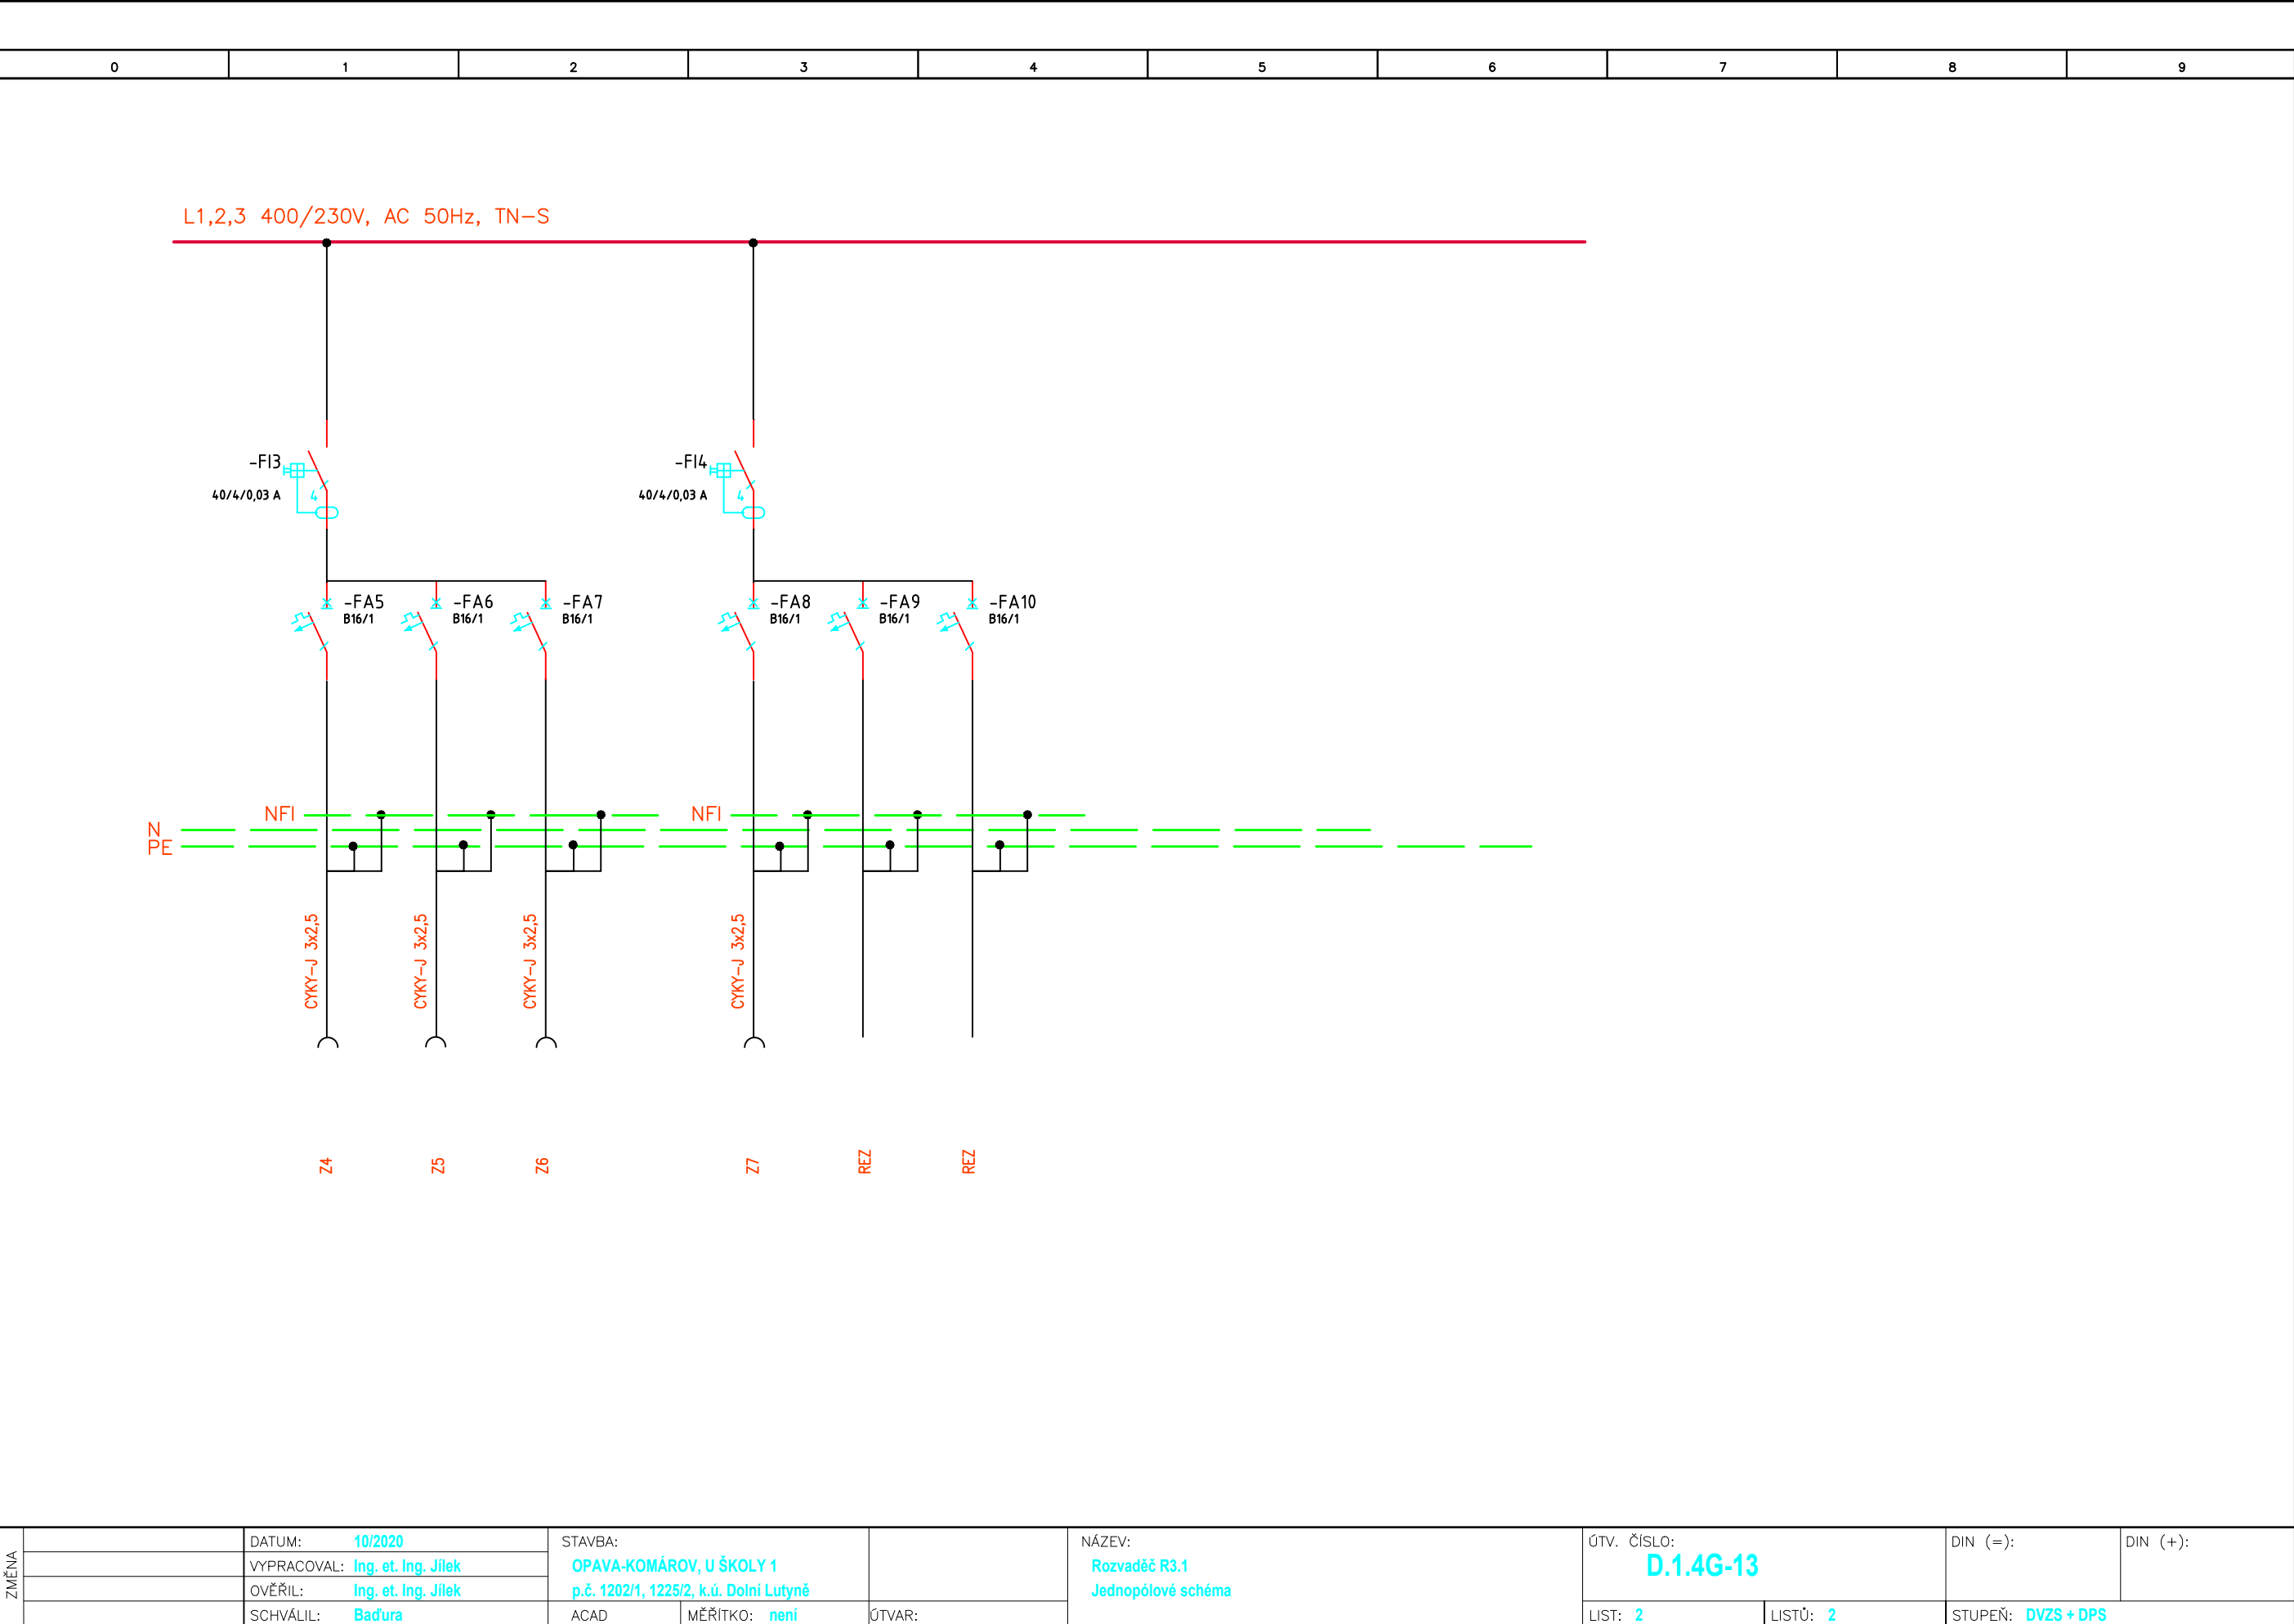 0 1 2 3 4 5 6 7 8 9
L1,2,3 400/230V, AC 50Hz, TN-S
-FI3 -FI4
40/4/0,03 A 4 40/4/0,03 A 4
-FA5 -FA6 -FA7 -FA8 -FA9 -FA10
B16/1 B16/1 B16/1 B16/1 B16/1 B16/1
NFI NFI
N
PE
CYKY-J 3x2,5 CYKY-J 3x2,5 CYKY-J 3x2,5 CYKY-J 3x2,5
Z4 Z5 Z6 Z7 REZ REZ
ZMĚNA
DATUM: 10/2020
VYPRACOVAL: Ing. et. Ing. Jílek
OVĚŘIL: Ing. et. Ing. Jílek
SCHVÁLIL: Baďura
STAVBA:
OPAVA-KOMÁROV, U ŠKOLY 1
p.č. 1202/1, 1225/2, k.ú. Dolní Lutyně
ACAD MĚŘÍTKO: není ÚTVAR:
NÁZEV:
Rozvaděč R3.1
Jednopólové schéma
ÚTV. ČÍSLO:
D.1.4G-13
DIN (=): DIN (+):
LIST: 2 LISTŮ: 2 STUPEŇ: DVZS + DPS